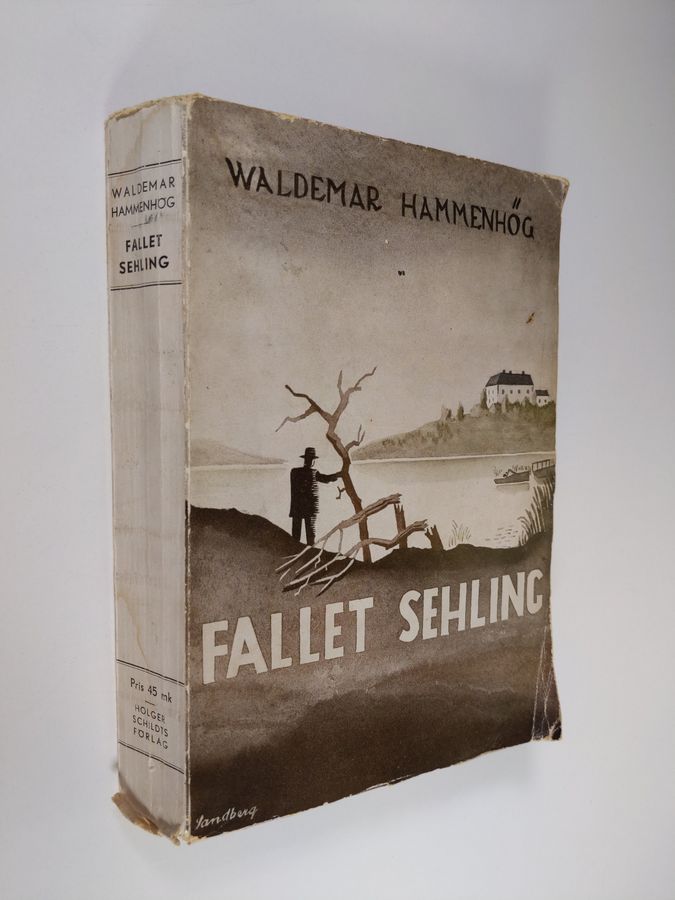 WALDEMAR
HAMMENHÖG
FALLET
SEHLING
Pris 45 mk
HOLGER
SCHILDTS
FÖRLAG
WALDEMAR HAMMENHÖG
FALLET SEHLING
Sandberg